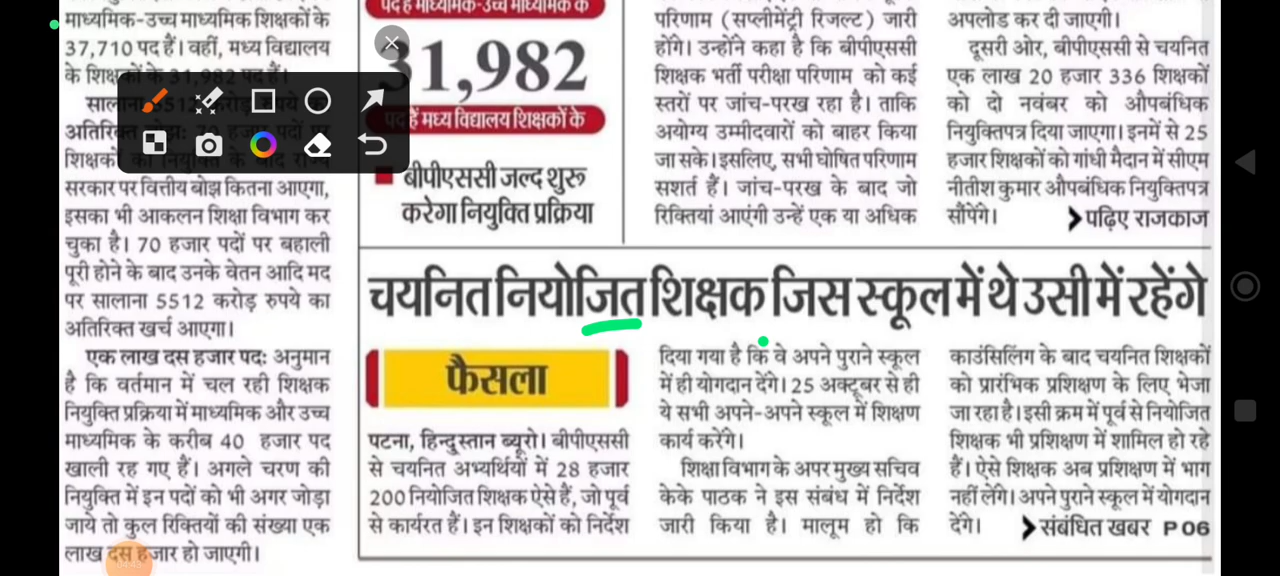 माध्यमिक-उच्च माध्यमिक शिक्षकों के
37,710 पद हैं। वहीं, मध्य विद्यालय
के शिक्षकों के 31,982 पद हैं।
अतिरिक्त
शिक्षकों की नियुक्ति के बाद राज्य
सरकार पर वित्तीय बोझ कितना आएगा,
इसका भी आकलन शिक्षा विभाग कर
चुका है। 70 हजार पदों पर बहाली
पूरी होने के बाद उनके वेतन आदि मद
पर सालाना 5512 करोड़ रुपये का
अतिरिक्त खर्च आएगा।
एक लाख दस हजार पद: अनुमान
है कि वर्तमान में चल रही शिक्षक
नियुक्ति प्रक्रिया में माध्यमिक और उच्च
माध्यमिक के करीब 40 हजार पद
खाली रह गए हैं। अगले चरण की
नियुक्ति में इन पदों को भी अगर जोड़ा
जाये तो कुल रिक्तियों की संख्या एक
लाख दस हजार हो जाएगी।
04:43
पद हैं माध्यमिक-उच्च माध्यमिक के
31,982
पद हैं मध्य विद्यालय शिक्षकों के
बीपीएससी जल्द शुरू
करेगा नियुक्ति प्रक्रिया
परिणाम (सप्लीमेंट्री रिजल्ट) जारी
होंगे। उन्होंने कहा है कि बीपीएससी
शिक्षक भर्ती परीक्षा परिणाम को कई
स्तरों पर जांच-परख रहा है। ताकि
अयोग्य उम्मीदवारों को बाहर किया
जा सके। इसलिए, सभी घोषित परिणाम
सशर्त हैं। जांच-परख के बाद जो
रिक्तियां आएंगी उन्हें एक या अधिक
अपलोड कर दी जाएगी।
दूसरी ओर, बीपीएससी से चयनित
एक लाख 20 हजार 336 शिक्षकों
को दो नवंबर को औपबंधिक
नियुक्तिपत्र दिया जाएगा। इनमें से 25
हजार शिक्षकों को गांधी मैदान में सीएम
नीतीश कुमार औपबंधिक नियुक्तिपत्र
सौंपेंगे। पढ़िए राजकाज
चयनित नियोजित शिक्षक जिस स्कूल में थे उसी में रहेंगे
फैसला
पटना, हिन्दुस्तान ब्यूरो। बीपीएससी
से चयनित अभ्यर्थियों में 28 हजार
200 नियोजित शिक्षक ऐसे हैं, जो पूर्व
से कार्यरत हैं। इन शिक्षकों को निर्देश
दिया गया है कि वे अपने पुराने स्कूल
में ही योगदान देंगे। 25 अक्टूबर से ही
ये सभी अपने-अपने स्कूल में शिक्षण
कार्य करेंगे।
शिक्षा विभाग के अपर मुख्य सचिव
केके पाठक ने इस संबंध में निर्देश
जारी किया है। मालूम हो कि
काउंसिलिंग के बाद चयनित शिक्षकों
को प्रारंभिक प्रशिक्षण के लिए भेजा
जा रहा है। इसी क्रम में पूर्व से नियोजित
शिक्षक भी प्रशिक्षण में शामिल हो रहे
हैं। ऐसे शिक्षक अब प्रशिक्षण में भाग
नहीं लेंगे। अपने पुराने स्कूल में योगदान
देंगे। संबंधित खबर P 06